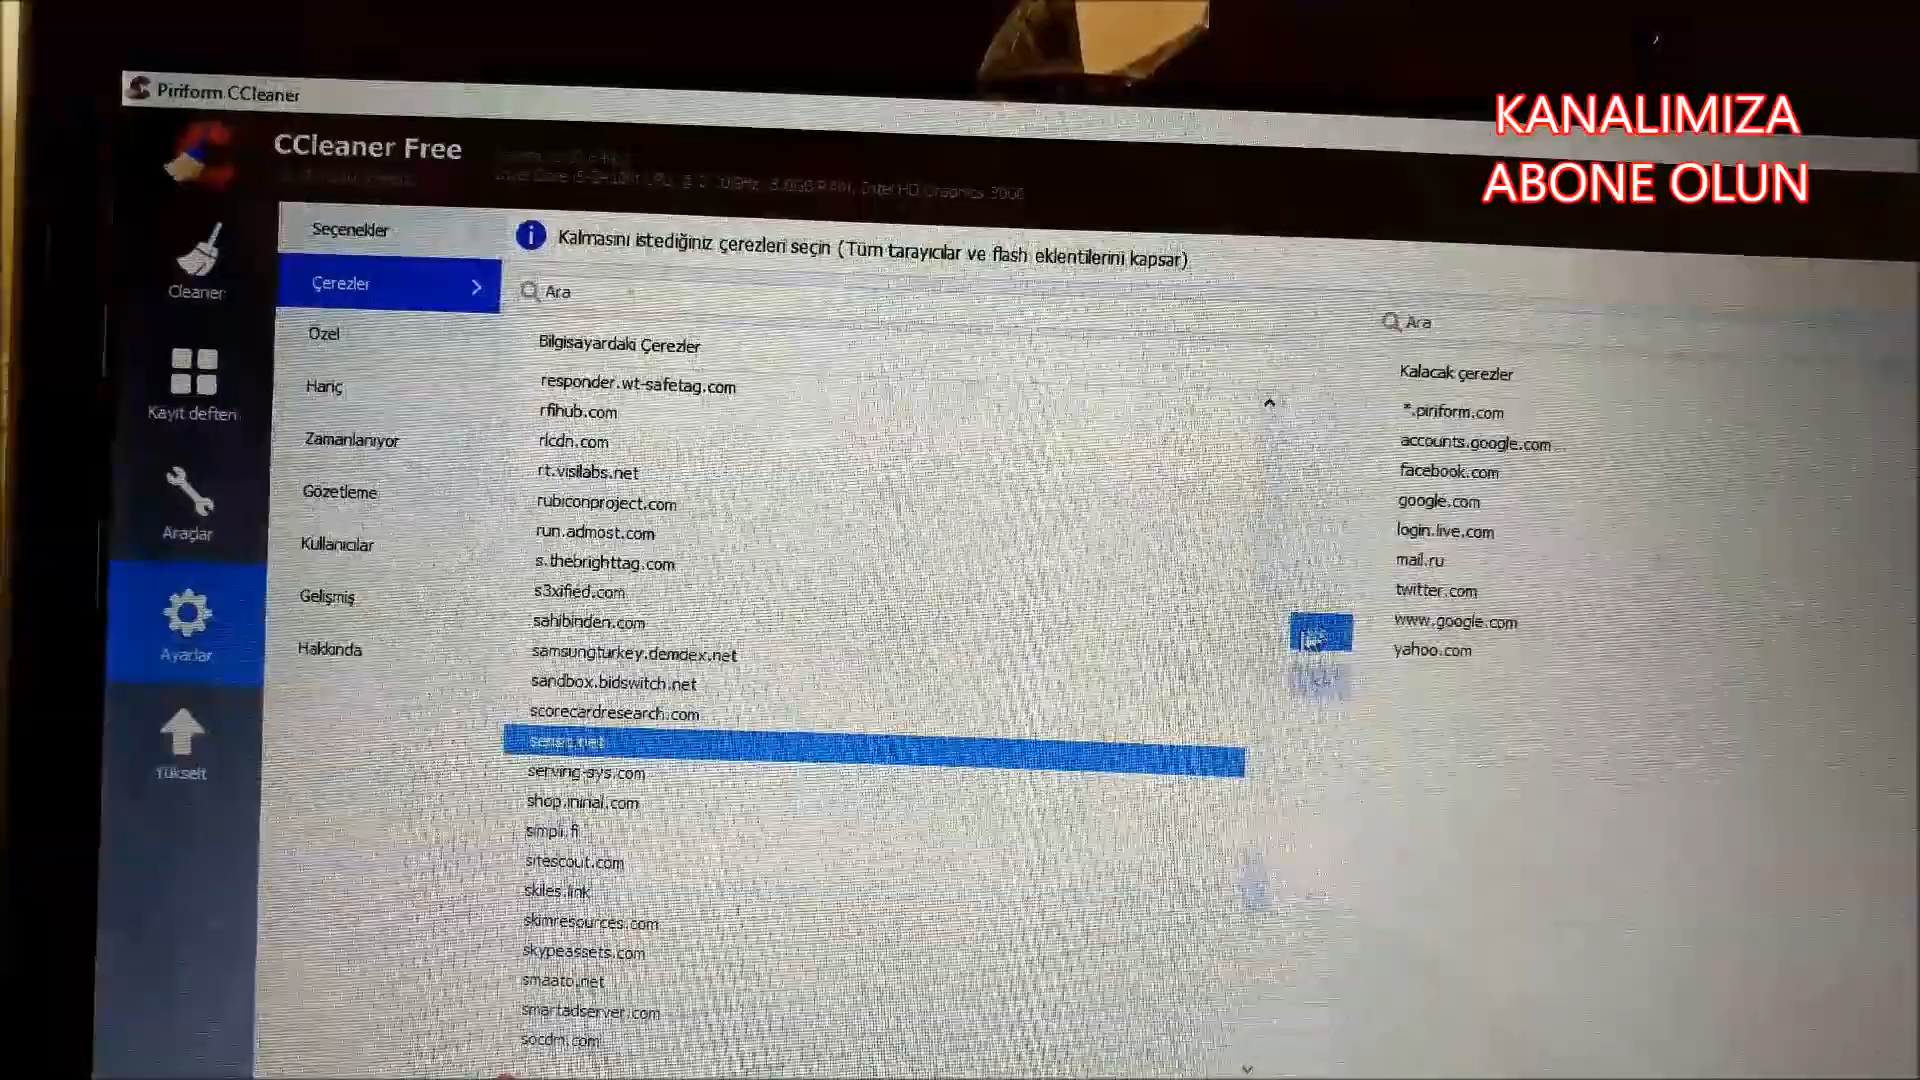 Piriform CCleaner
KANALIMIZA
ABONE OLUN
CCleaner Free
Cleaner
Kayıt defteri
Araçlar
Ayarlar
Yükselt
Seçenekler
Çerezler
Özel
Hariç
Zamanlanıyor
Gözetleme
Kullanıcılar
Gelişmiş
Hakkında
Kalmasını istediğiniz çerezleri seçin (Tüm tarayıcılar ve flash eklentilerini kapsar)
Ara
Bilgisayardaki Çerezler
responder.wt-safetag.com
rfihub.com
rlcdn.com
rt.visilabs.net
rubiconproject.com
run.admost.com
s.thebrighttag.com
s3xified.com
sahibinden.com
samsungturkey.demdex.net
sandbox.bidswitch.net
scorecardresearch.com
serving-sys.com
shop.ininal.com
simpli.fi
sitescout.com
skiles.link
skimresources.com
skypeassets.com
smaato.net
smartadserver.com
socdm.com
Ara
Kalacak çerezler
*.piriform.com
accounts.google.com
facebook.com
google.com
login.live.com
mail.ru
twitter.com
www.google.com
yahoo.com